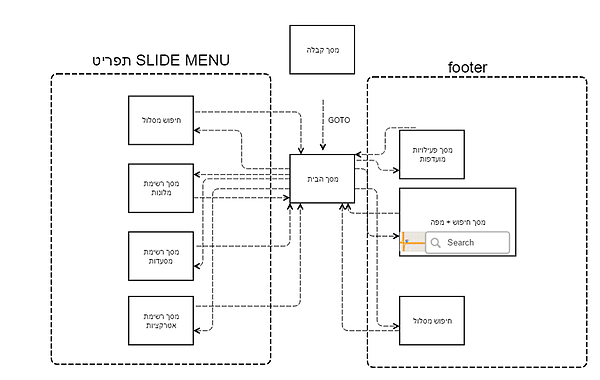 מסך קבלה
תפריט SLIDE MENU
footer
GOTO
חיפוש מסלול
מסך רשימת
מלונות
מסך רשימת
מסעדות
מסך רשימת
אטרקציות
מסך הבית
מסך פעילויות
מועדפות
מסך חיפוש + מפה
Search
חיפוש מסלול